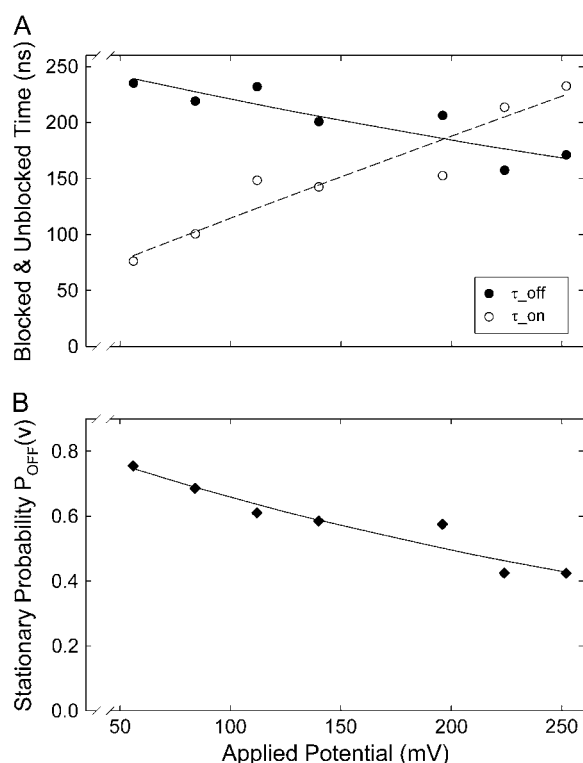 A
Blocked & Unblocked Time (ns)
250
200
150
100
50
0
τ_off
τ_on
B
Stationary Probability P_OFF(v)
0.8
0.6
0.4
0.2
0.0
50
100
150
200
250
Applied Potential (mV)